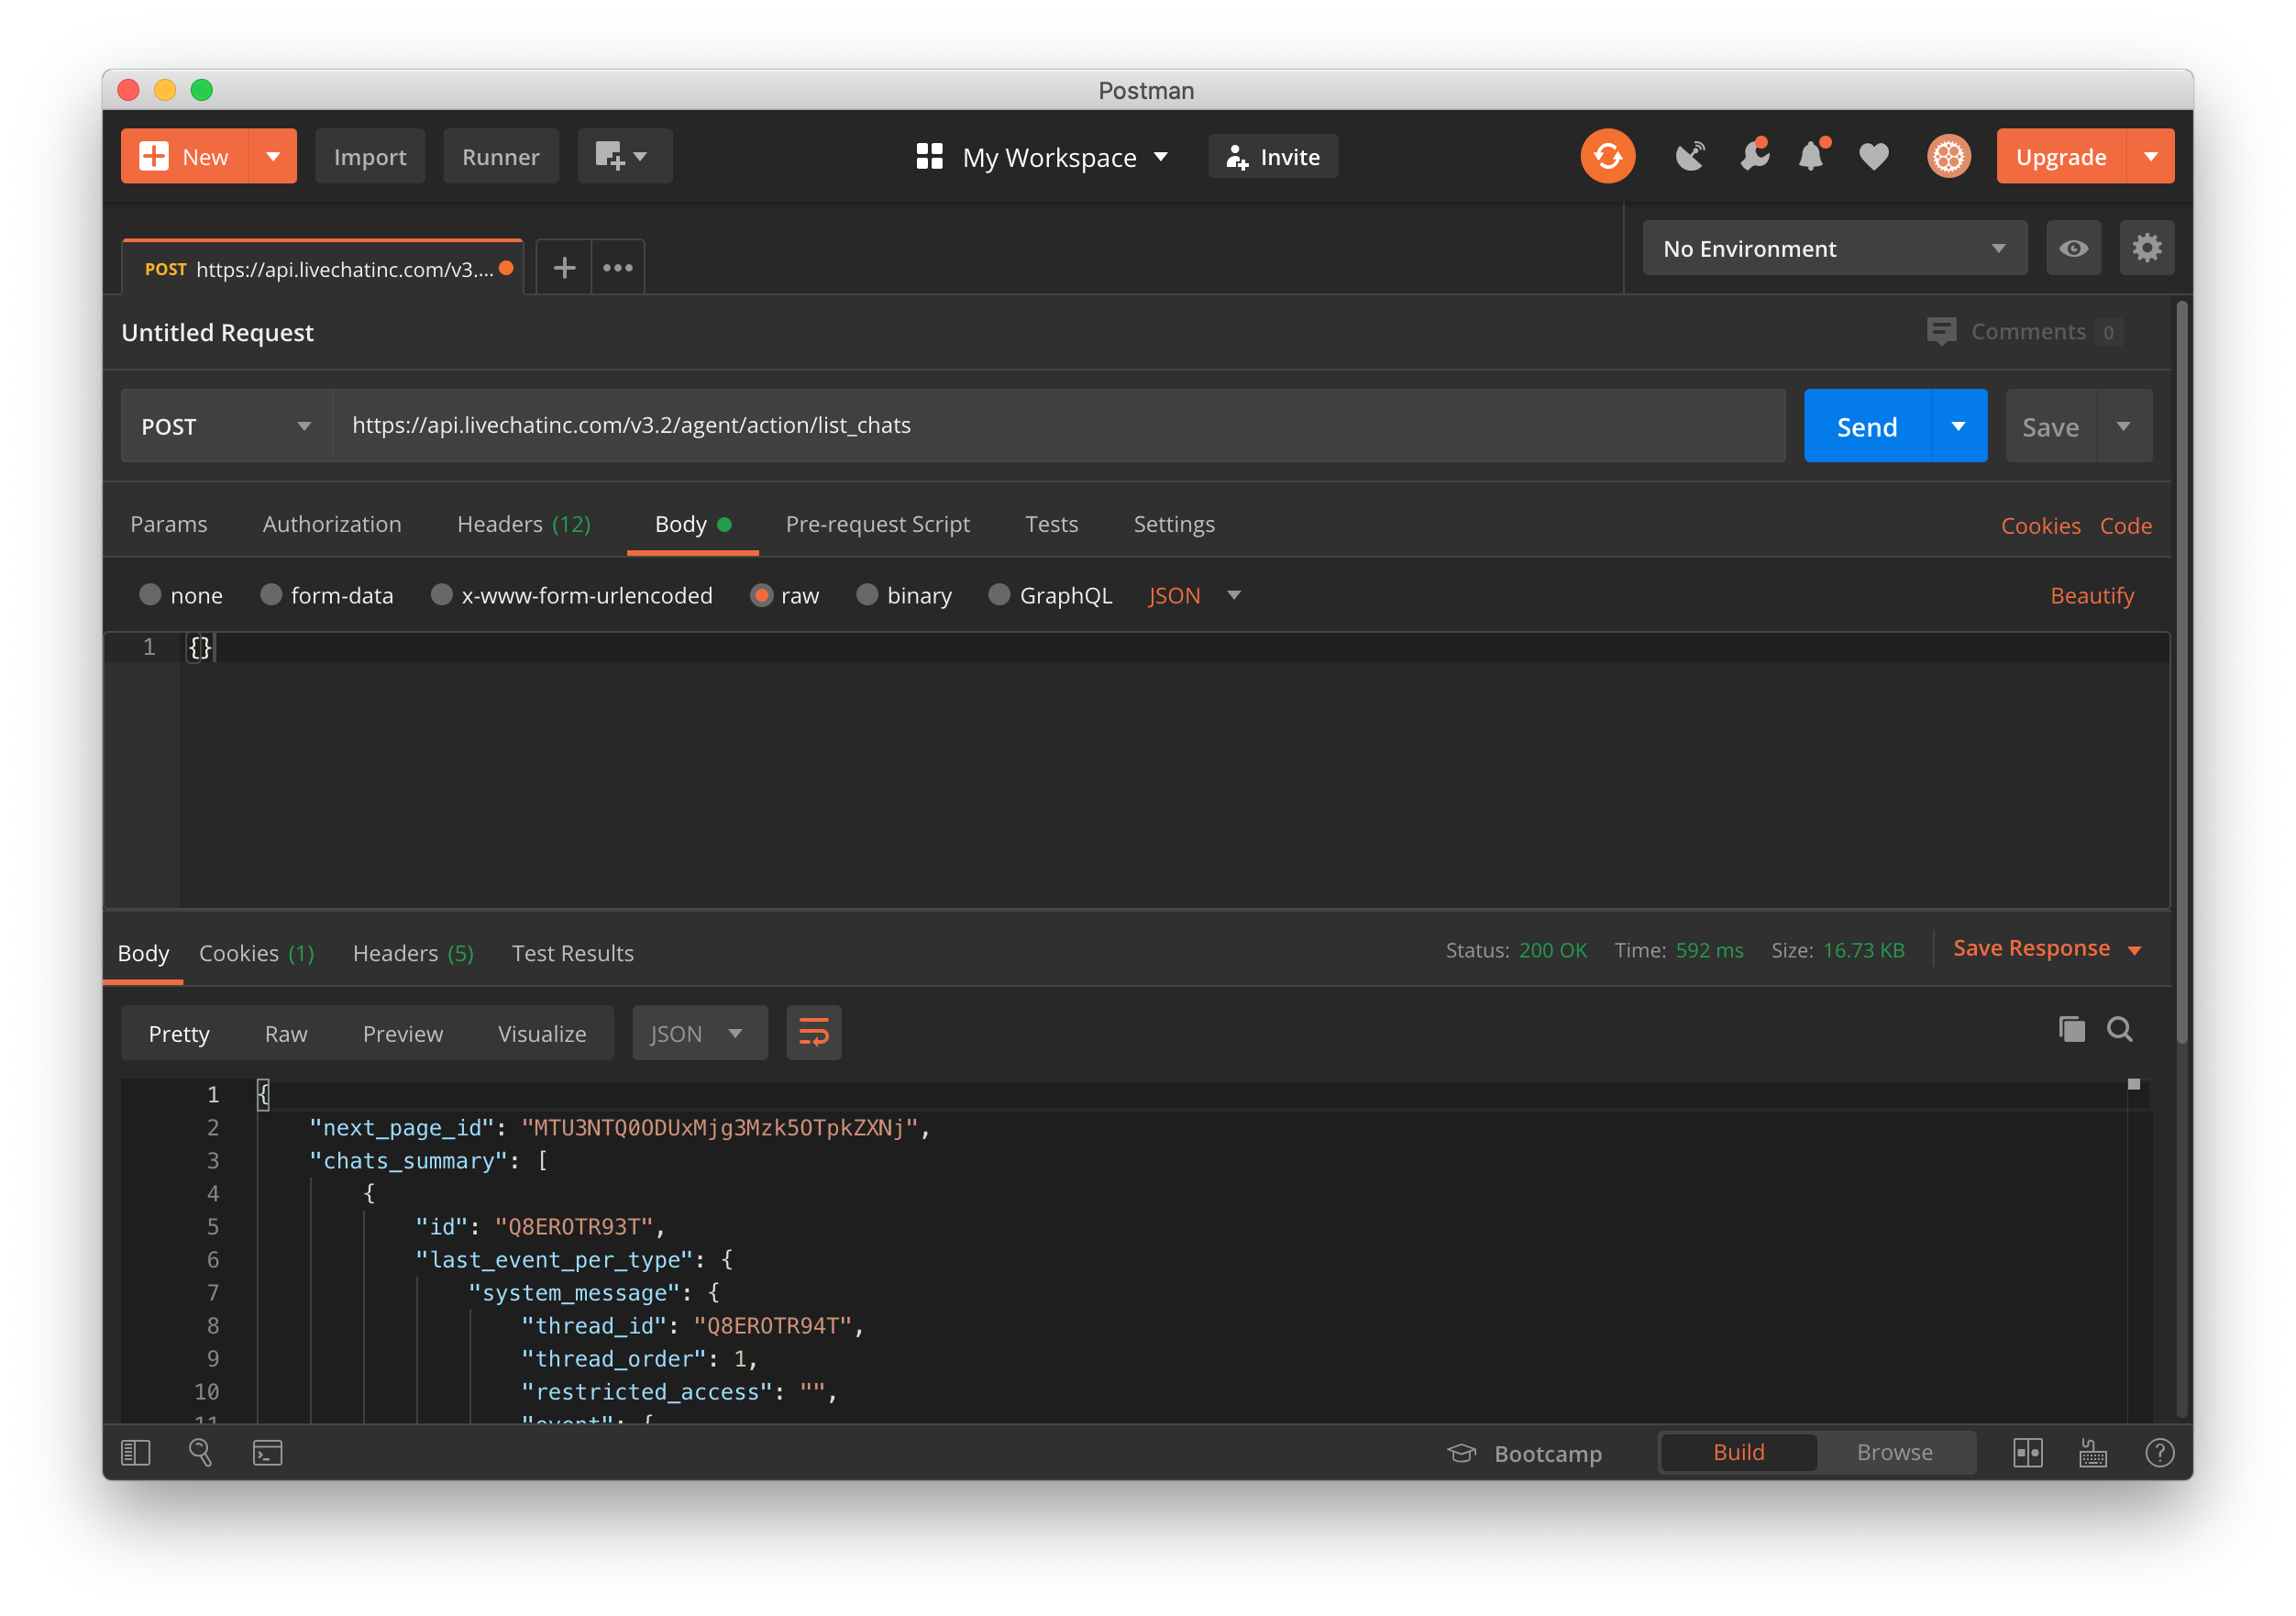 Postman
New Import Runner My Workspace Invite Upgrade
POST https://api.livechatinc.com/v3.... No Environment
Untitled Request Comments 0
POST https://api.livechatinc.com/v3.2/agent/action/list_chats Send Save
Params Authorization Headers (12) Body Pre-request Script Tests Settings Cookies Code
none form-data x-www-form-urlencoded raw binary GraphQL JSON Beautify
1 {}
Body Cookies (1) Headers (5) Test Results Status: 200 OK Time: 592 ms Size: 16.73 KB Save Response
Pretty Raw Preview Visualize JSON
1 {
2 "next_page_id": "MTU3NTQ0ODUxMjg3Mzk5OTpkZXNj",
3 "chats_summary": [
4 {
5 "id": "Q8EROTR93T",
6 "last_event_per_type": {
7 "system_message": {
8 "thread_id": "Q8EROTR94T",
9 "thread_order": 1,
10 "restricted_access": "",
11 "event": {
Bootcamp Build Browse